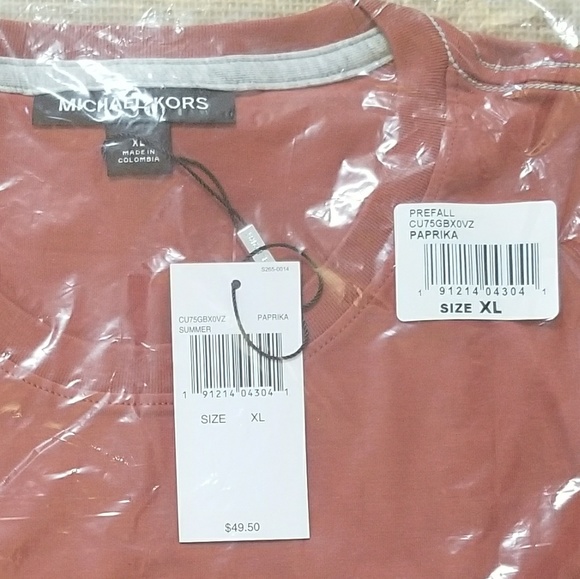 MICHAEL KORS
XL
MADE IN
COLOMBIA
PREFALL
CU75GBX0VZ
PAPRIKA
1 91214 04304 1
SIZE XL
S265-0014
CU75GBX0VZ PAPRIKA
SUMMER
1 91214 04304 1
SIZE XL
$49.50